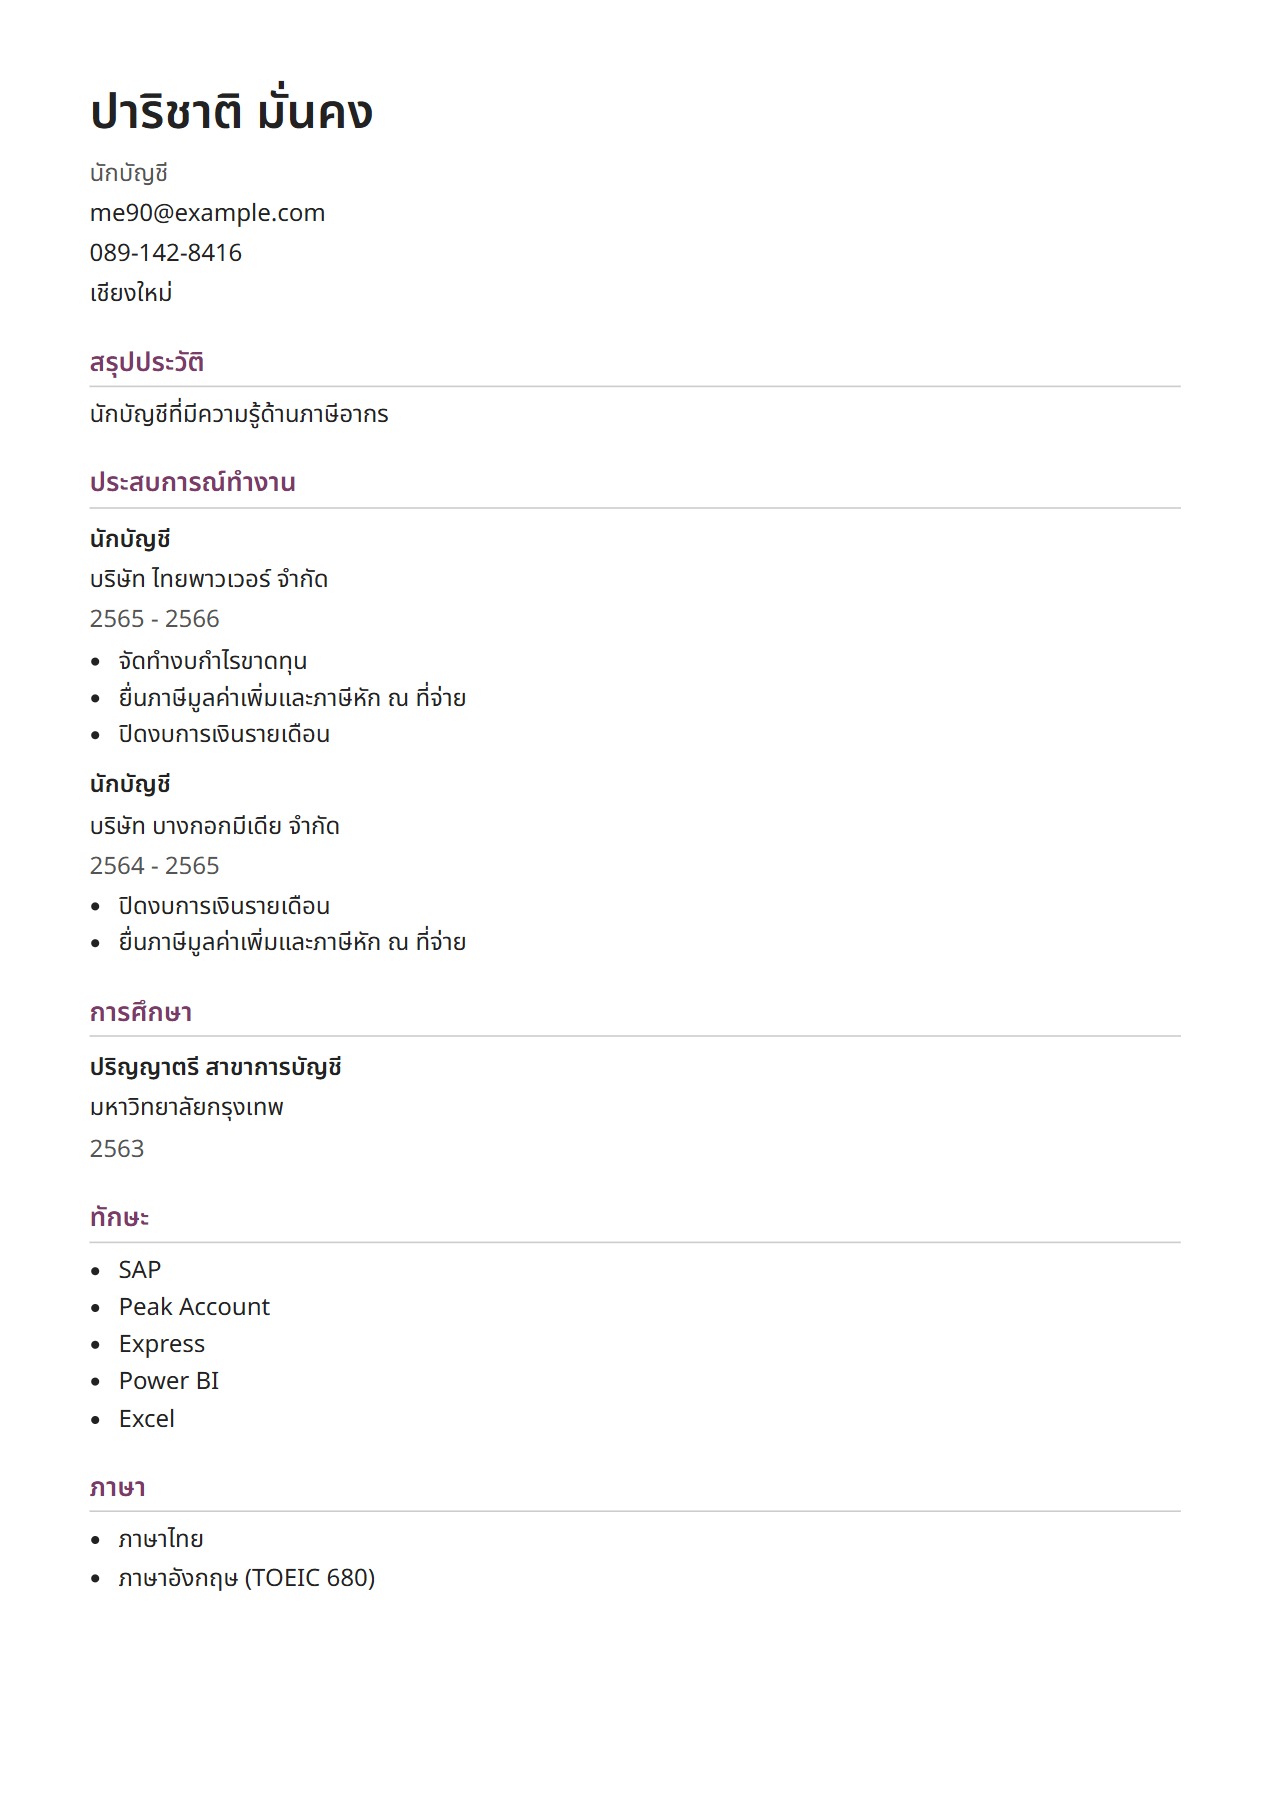 ปาริชาติ มั่นคง
นักบัญชี
me90@example.com
089-142-8416
เชียงใหม่
สรุปประวัติ
นักบัญชีที่มีความรู้ด้านภาษีอากร
ประสบการณ์ทำงาน
นักบัญชี
บริษัท ไทยพาวเวอร์ จำกัด
2565 - 2566
• จัดทำงบกำไรขาดทุน
• ยื่นภาษีมูลค่าเพิ่มและภาษีหัก ณ ที่จ่าย
• ปิดงบการเงินรายเดือน
นักบัญชี
บริษัท บางกอกมีเดีย จำกัด
2564 - 2565
• ปิดงบการเงินรายเดือน
• ยื่นภาษีมูลค่าเพิ่มและภาษีหัก ณ ที่จ่าย
การศึกษา
ปริญญาตรี สาขาการบัญชี
มหาวิทยาลัยกรุงเทพ
2563
ทักษะ
• SAP
• Peak Account
• Express
• Power BI
• Excel
ภาษา
• ภาษาไทย
• ภาษาอังกฤษ (TOEIC 680)